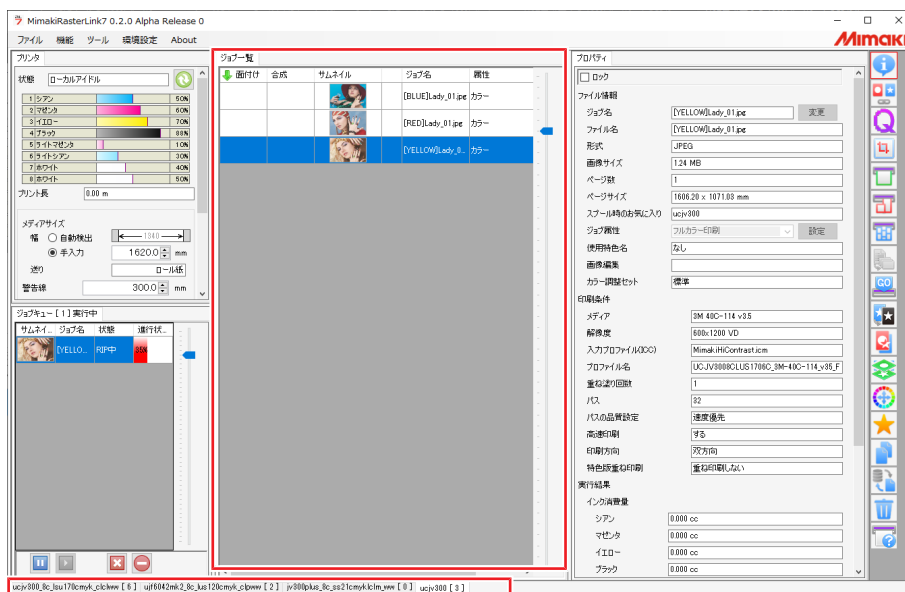 MimakiRasterLink7 0.2.0 Alpha Release 0
ファイル 機能 ツール 環境設定 About
Mimaki
プリンタ
状態 ローカルアイドル
1 シアン 50%
2 マゼンタ 60%
3 イエロー 70%
4 ブラック 88%
5 ライトマゼンタ 10%
6 ライトシアン 30%
7 ホワイト 40%
8 ホワイト 50%
プリント長 0.00 m
メディアサイズ
幅 自動検出 1340
手入力 1620.0 mm
送り ロール紙
警告線 300.0 mm
ジョブキュー [ 1 ] 実行中
サムネイ... ジョブ名 状態 進行状...
[YELLO... RIP中 35%
ジョブ一覧
面付け 合成 サムネイル ジョブ名 属性
[BLUE]Lady_01.jpg カラー
[RED]Lady_01.jpg カラー
[YELLOW]Lady_0... カラー
プロパティ
ロック
ファイル情報
ジョブ名 [YELLOW]Lady_01.jpg 変更
ファイル名 [YELLOW]Lady_01.jpg
形式 JPEG
画像サイズ 1.24 MB
ページ数 1
ページサイズ 1606.20 x 1071.03 mm
スプール時のお気に入り ucjv300
ジョブ属性 フルカラー印刷 設定
使用特色名 なし
画像編集
カラー調整セット 標準
印刷条件
メディア 3M 40C-114 v3.5
解像度 600x1200 VD
入力プロファイル(ICC) MimakiHiContrast.icm
プロファイル名 UCJV3008CLUS1706C_3M-40C-114_v35_F
重ね塗り回数 1
パス 32
パスの品質設定 速度優先
高速印刷 する
印刷方向 双方向
特色版重ね印刷 重ね印刷しない
実行結果
インク消費量
シアン 0.000 cc
マゼンタ 0.000 cc
イエロー 0.000 cc
ブラック 0.000 cc
GO
ucjv300_8c_lsu170cmyk_clclww [ 6 ] ujf6042mk2_8c_lus120cmyk_clpww [ 2 ] jv300plus_8c_ss21cmyklclm_ww [ 0 ] ucjv300 [ 3 ]